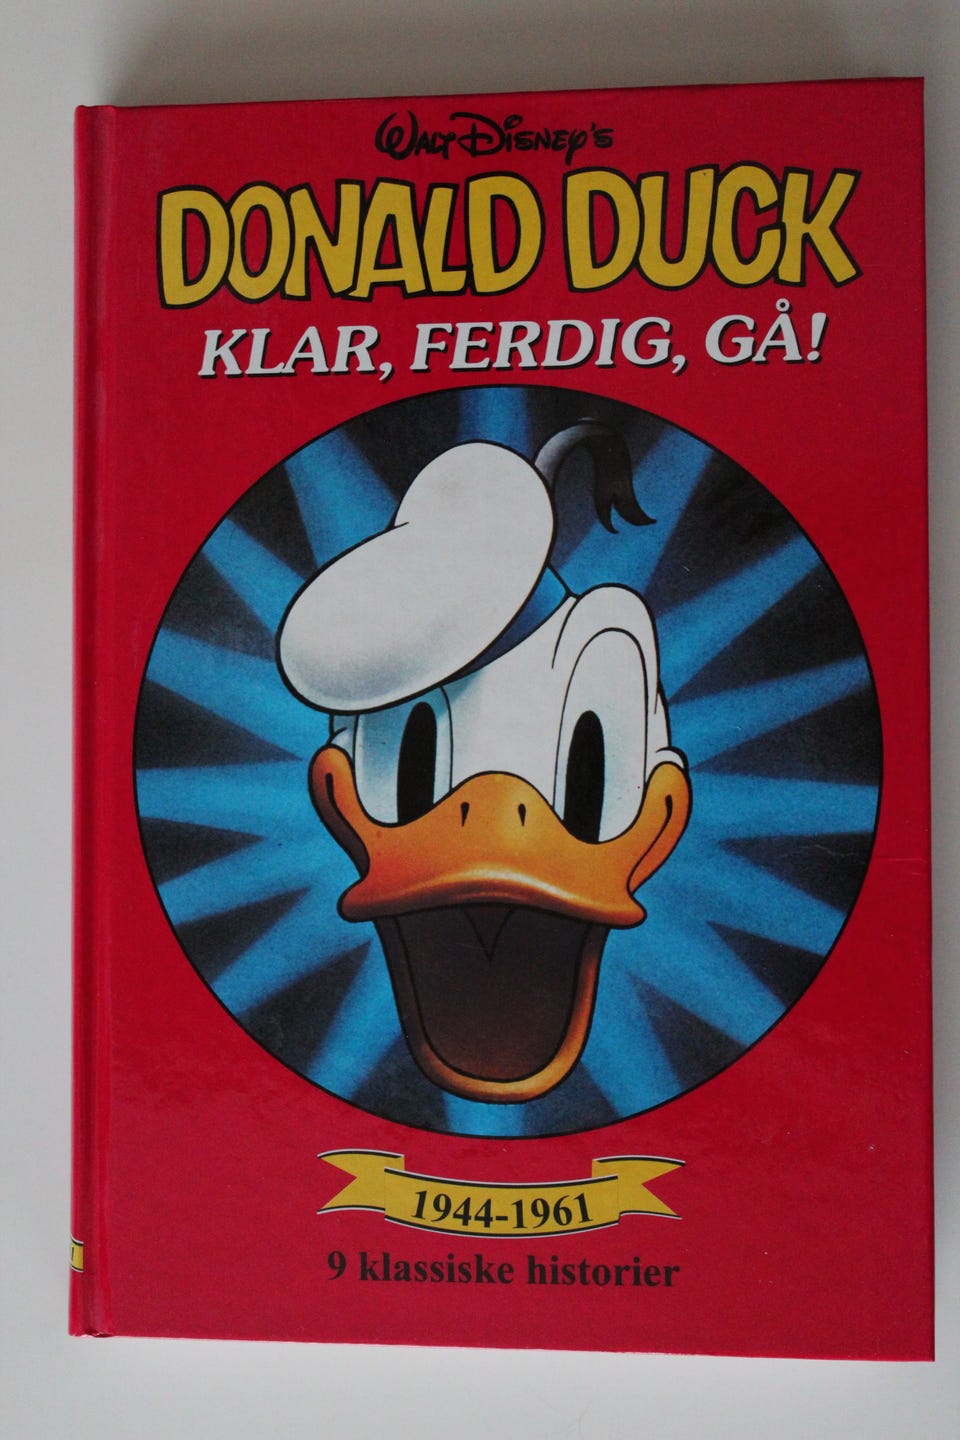 WALT DISNEY'S
DONALD DUCK
KLAR, FERDIG, GÅ!
1944-1961
9 klassiske historier